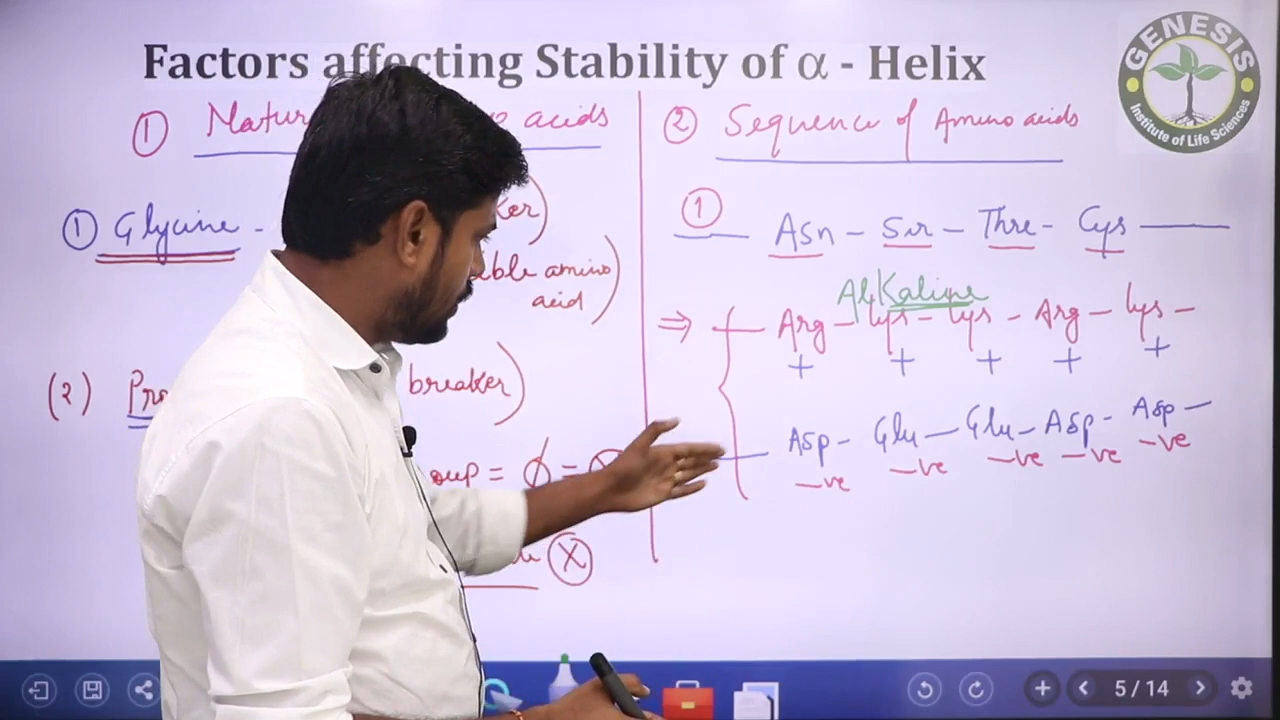 Factors affecting Stability of α - Helix
GENESIS
Institute of Life Sciences
① Natur acids
① Glycine -
ker)
ible amino
acid)
(2) Pro breaker)
oup = ϕ =
Ⓧ
② Sequence of Amino acids
①
Asn - Ser - Thre - Cys
Alkaline
⇒ Arg - Lys - Lys - Arg - Lys -
+ + + + +
Asp - Glu - Glu - Asp - Asp -
-ve -ve -ve -ve -ve
5 / 14